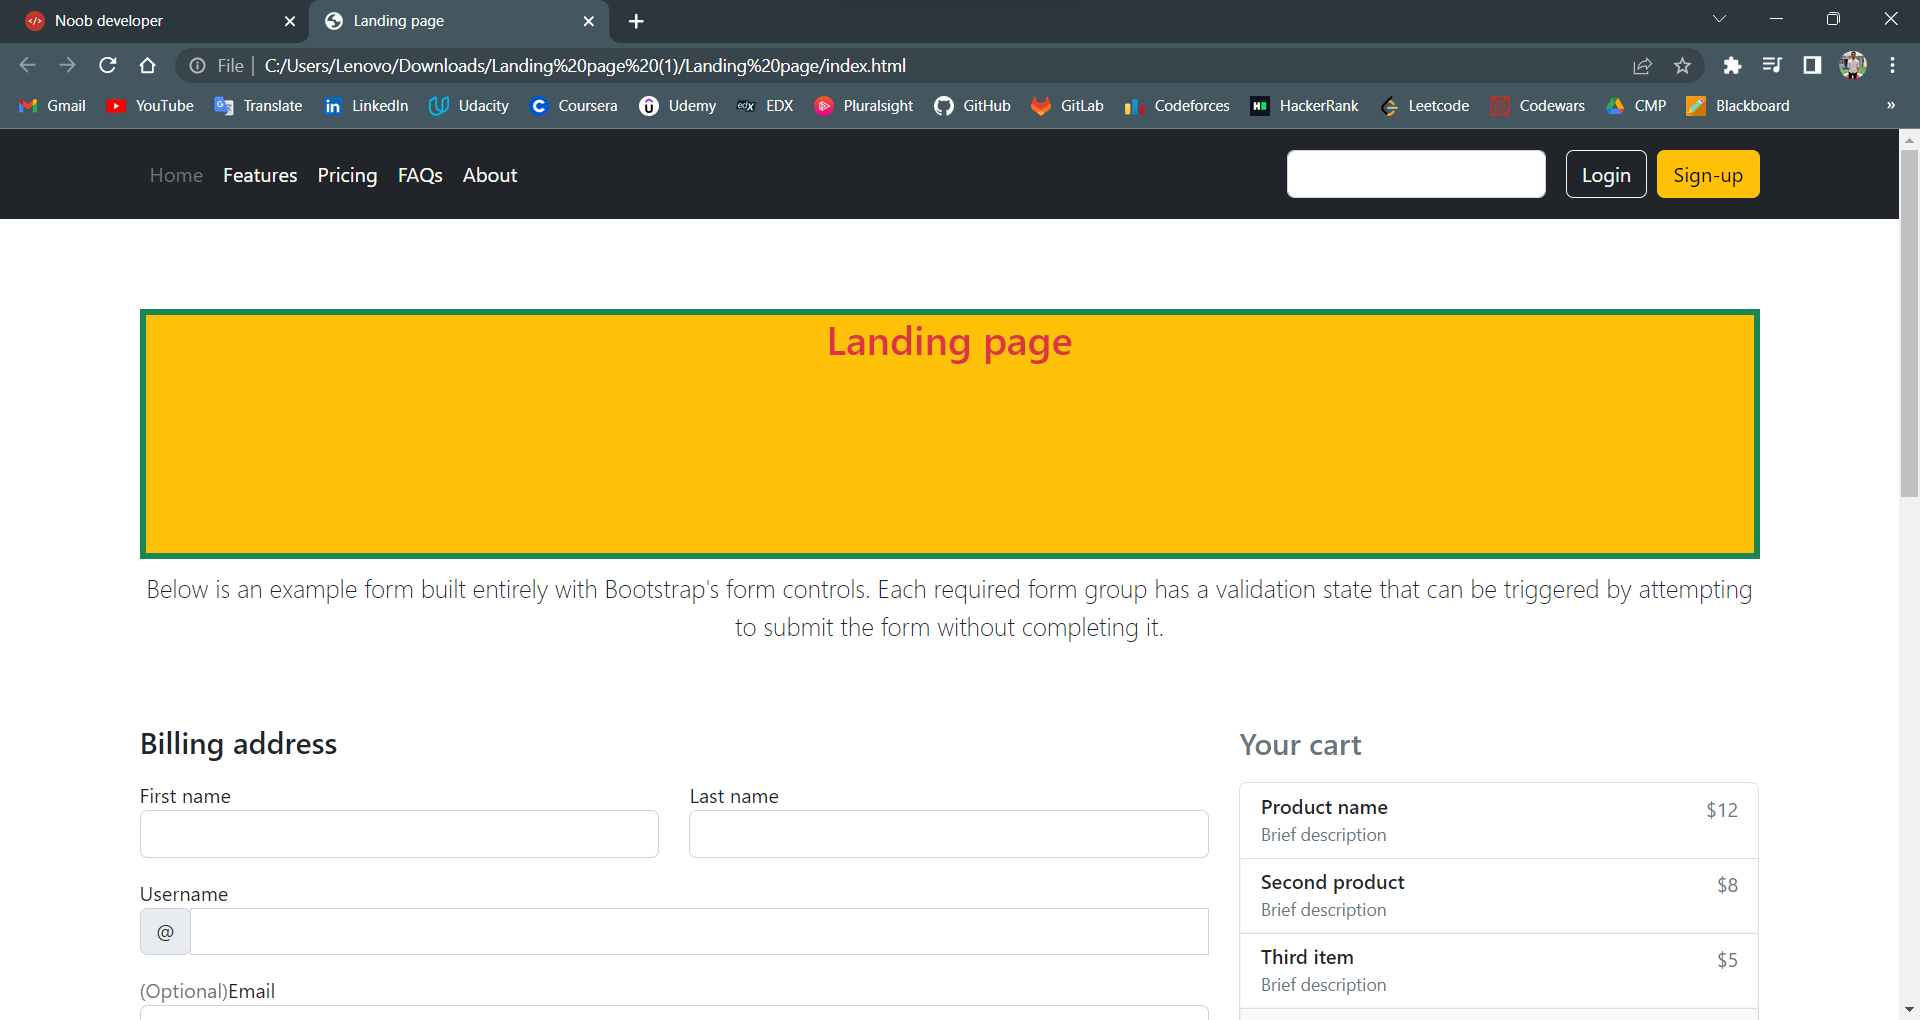 Noob developer
Landing page
File C:/Users/Lenovo/Downloads/Landing%20page%20(1)/Landing%20page/index.html
Gmail YouTube Translate LinkedIn Udacity Coursera Udemy EDX Pluralsight GitHub GitLab Codeforces HackerRank Leetcode Codewars CMP Blackboard »
Home Features Pricing FAQs About Login Sign-up
Landing page
Below is an example form built entirely with Bootstrap's form controls. Each required form group has a validation state that can be triggered by attempting
to submit the form without completing it.
Billing address
First name Last name
Username
@
(Optional)Email
Your cart
Product name $12
Brief description
Second product $8
Brief description
Third item $5
Brief description